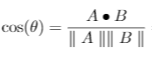 cos(θ) = A • B / ‖ A ‖‖ B ‖